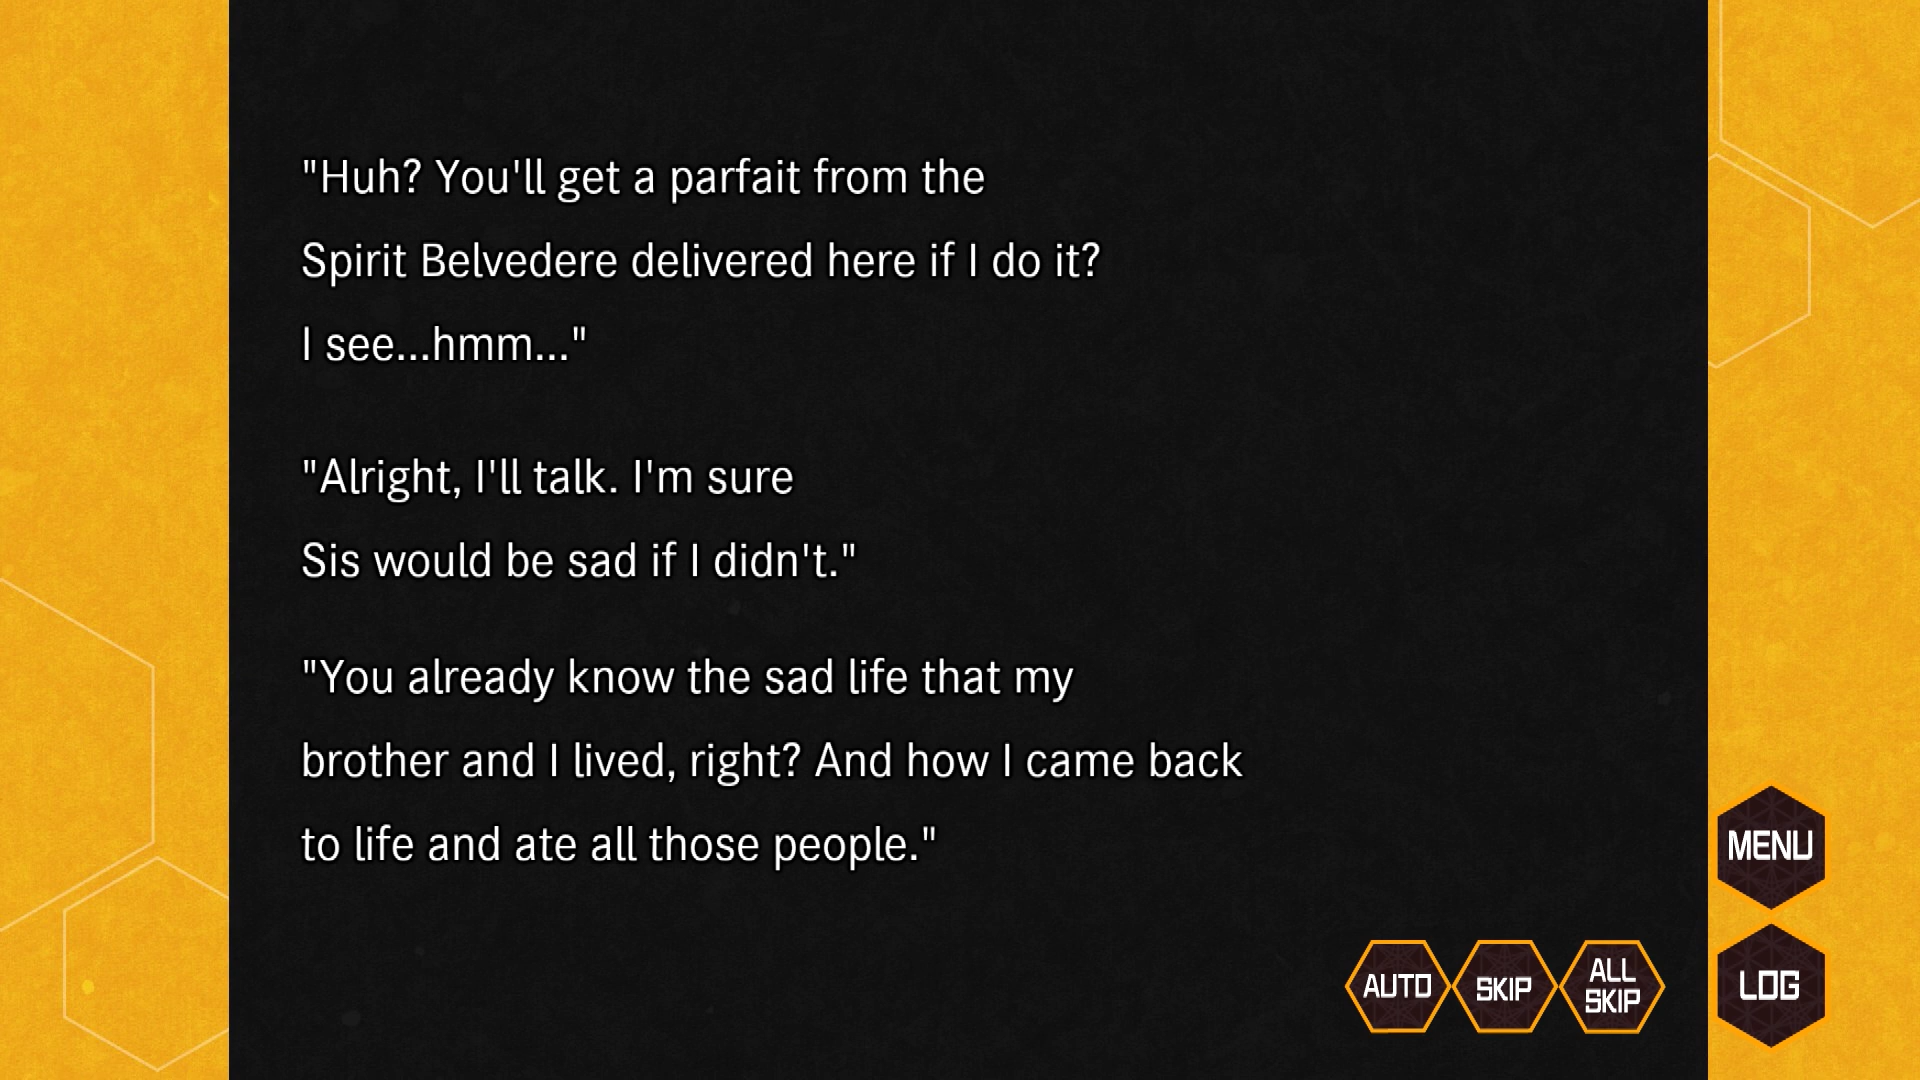 "Huh? You'll get a parfait from the
Spirit Belvedere delivered here if I do it?
I see...hmm..."
"Alright, I'll talk. I'm sure
Sis would be sad if I didn't."
"You already know the sad life that my
brother and I lived, right? And how I came back
to life and ate all those people."
MENU
AUTO
SKIP
ALL
SKIP
LOG